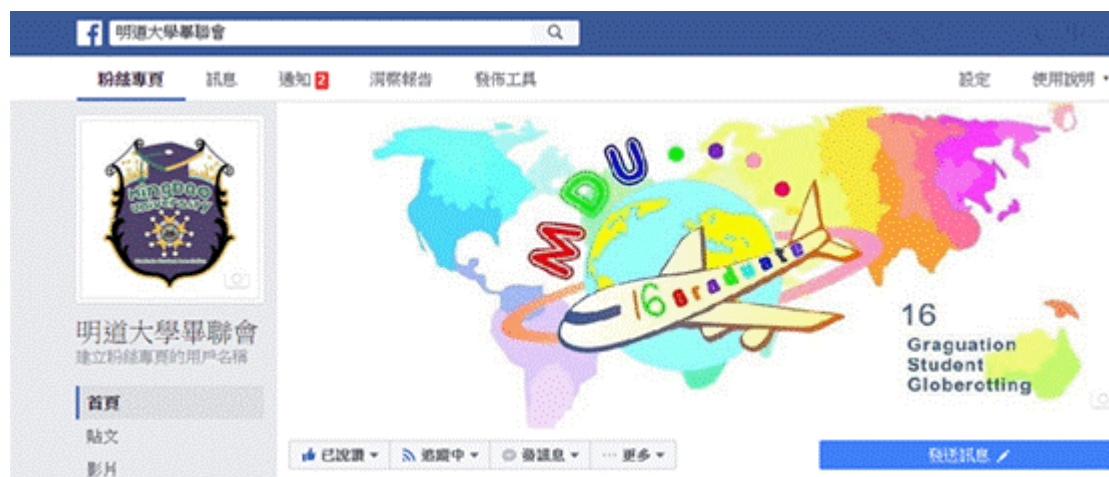 明道大學畢聯會
粉絲專頁 訊息 通知 2 洞察報告 發佈工具 設定 使用說明
MingDao
University
MDU
16 Graduate
16
Graguation
Student
Globerotting
明道大學畢聯會
建立粉絲專頁的用戶名稱
首頁
貼文
影片
已說讚 追蹤中 發訊息 更多
發送訊息